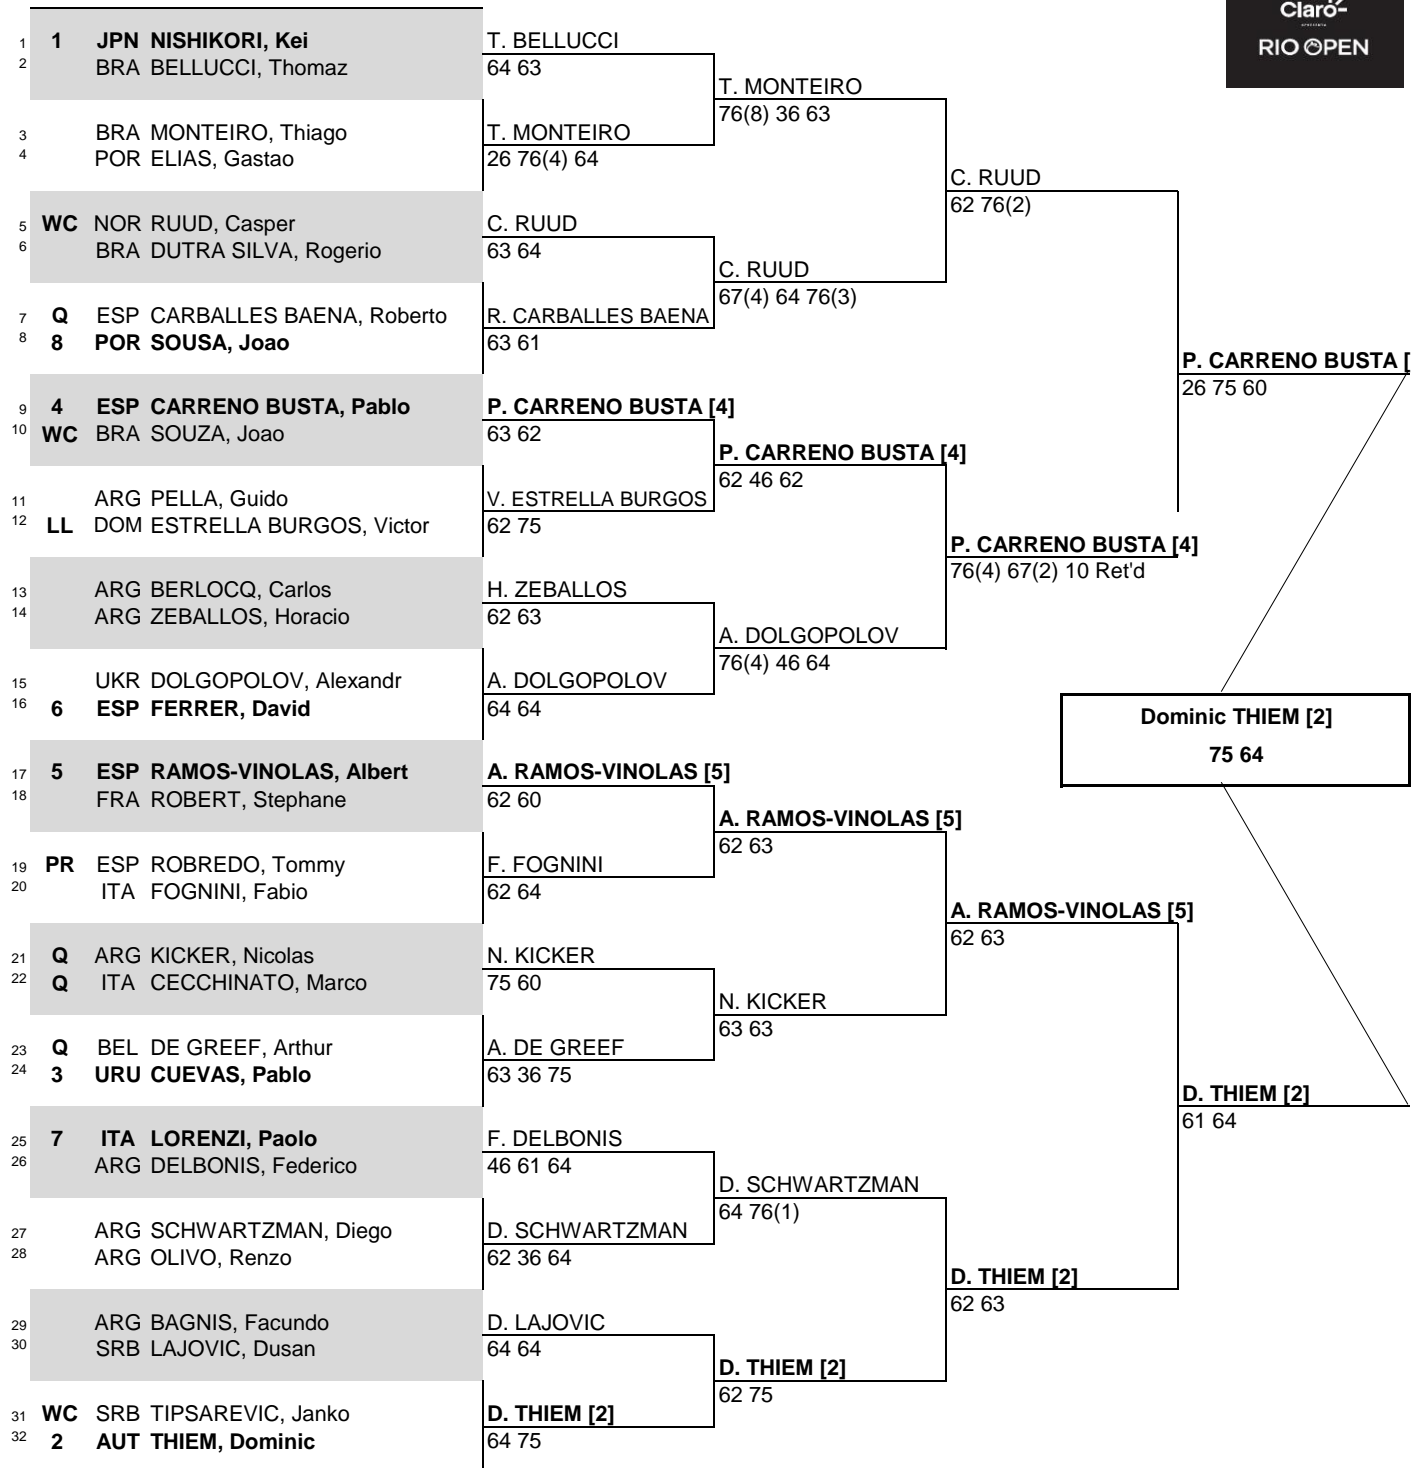 Claro-
RIO OPEN
1 1 JPN NISHIKORI, Kei
2 BRA BELLUCCI, Thomaz
3 BRA MONTEIRO, Thiago
4 POR ELIAS, Gastao
5 WC NOR RUUD, Casper
6 BRA DUTRA SILVA, Rogerio
7 Q ESP CARBALLES BAENA, Roberto
8 8 POR SOUSA, Joao
9 4 ESP CARRENO BUSTA, Pablo
10 WC BRA SOUZA, Joao
11 ARG PELLA, Guido
12 LL DOM ESTRELLA BURGOS, Victor
13 ARG BERLOCQ, Carlos
14 ARG ZEBALLOS, Horacio
15 UKR DOLGOPOLOV, Alexandr
16 6 ESP FERRER, David
17 5 ESP RAMOS-VINOLAS, Albert
18 FRA ROBERT, Stephane
19 PR ESP ROBREDO, Tommy
20 ITA FOGNINI, Fabio
21 Q ARG KICKER, Nicolas
22 Q ITA CECCHINATO, Marco
23 Q BEL DE GREEF, Arthur
24 3 URU CUEVAS, Pablo
25 7 ITA LORENZI, Paolo
26 ARG DELBONIS, Federico
27 ARG SCHWARTZMAN, Diego
28 ARG OLIVO, Renzo
29 ARG BAGNIS, Facundo
30 SRB LAJOVIC, Dusan
31 WC SRB TIPSAREVIC, Janko
32 2 AUT THIEM, Dominic
T. BELLUCCI
64 63
T. MONTEIRO
26 76(4) 64
C. RUUD
63 64
R. CARBALLES BAENA
63 61
P. CARRENO BUSTA [4]
63 62
V. ESTRELLA BURGOS
62 75
H. ZEBALLOS
62 63
A. DOLGOPOLOV
64 64
A. RAMOS-VINOLAS [5]
62 60
F. FOGNINI
62 64
N. KICKER
75 60
A. DE GREEF
63 36 75
F. DELBONIS
46 61 64
D. SCHWARTZMAN
62 36 64
D. LAJOVIC
64 64
D. THIEM [2]
64 75
T. MONTEIRO
76(8) 36 63
C. RUUD
67(4) 64 76(3)
P. CARRENO BUSTA [4]
62 46 62
A. DOLGOPOLOV
76(4) 46 64
A. RAMOS-VINOLAS [5]
62 63
N. KICKER
63 63
D. SCHWARTZMAN
64 76(1)
D. THIEM [2]
62 75
C. RUUD
62 76(2)
P. CARRENO BUSTA [4]
76(4) 67(2) 10 Ret'd
A. RAMOS-VINOLAS [5]
62 63
D. THIEM [2]
62 63
P. CARRENO BUSTA [
26 75 60
D. THIEM [2]
61 64
Dominic THIEM [2]
75 64